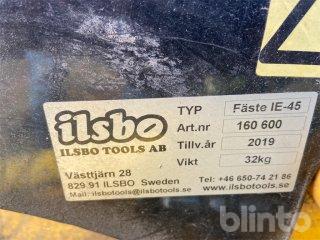 ilsbo
ILSBO TOOLS AB
Västtjärn 28
829 91 ILSBO Sweden
Mail: ilsbotools@ilsbotools.se
TYP Fäste IE-45
Art.nr 160 600
Tillv.år 2019
Vikt 32kg
Tel: +46 650-74 21 86
www.ilsbotools.se
blinto